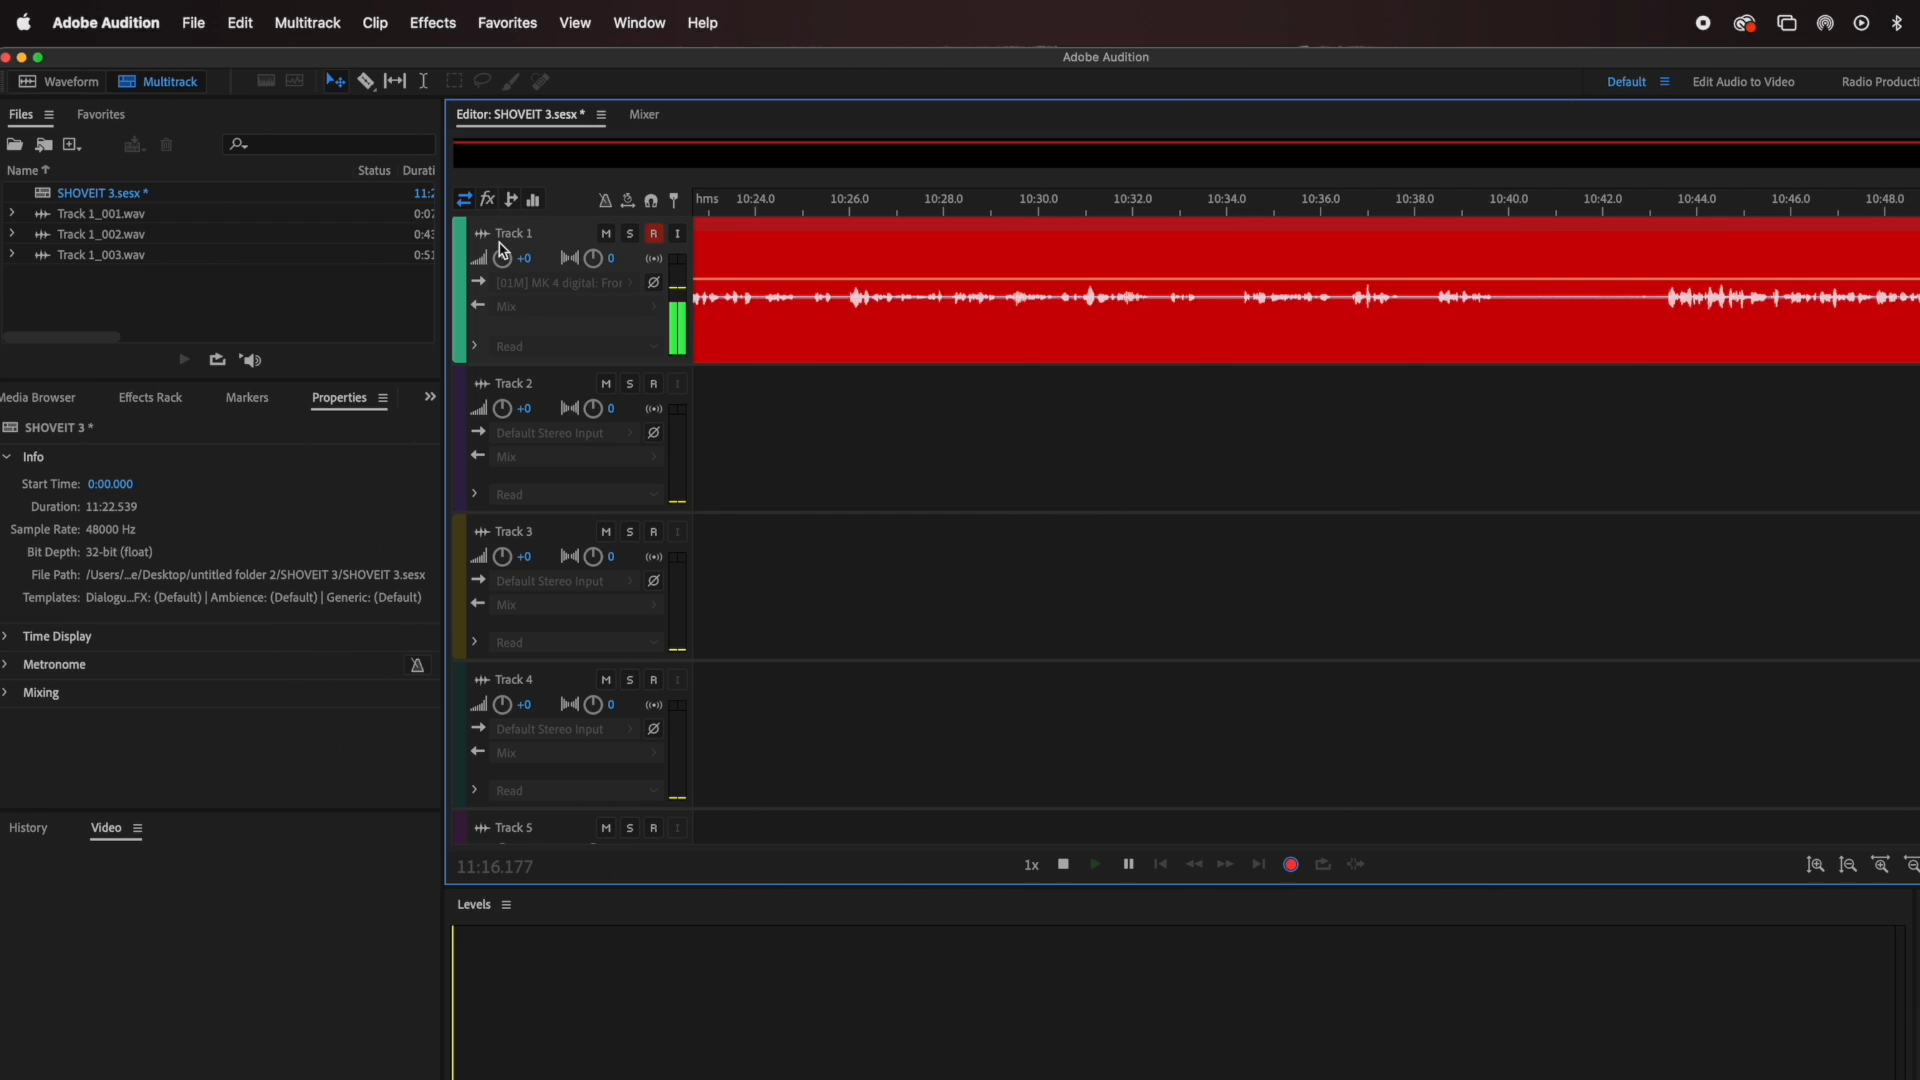 Adobe Audition File Edit Multitrack Clip Effects Favorites View Window Help
Adobe Audition
Waveform Multitrack Default Edit Audio to Video Radio Producti
Files Favorites Editor: SHOVEIT 3.sesx * Mixer
Name Status Durati
SHOVEIT 3.sesx * 11:2
Track 1_001.wav 0:07
Track 1_002.wav 0:43
Track 1_003.wav 0:51
hms 10:24.0 10:26.0 10:28.0 10:30.0 10:32.0 10:34.0 10:36.0 10:38.0 10:40.0 10:42.0 10:44.0 10:46.0 10:48.0
fx
Track 1 M S R I
+0 0
[01M] MK 4 digital: Fror
Mix
Read
Track 2 M S R I
+0 0
Default Stereo Input
Mix
Read
Track 3 M S R I
+0 0
Default Stereo Input
Mix
Read
Track 4 M S R I
+0 0
Default Stereo Input
Mix
Read
Track 5 M S R I
Media Browser Effects Rack Markers Properties
SHOVEIT 3 *
Info
Start Time: 0:00.000
Duration: 11:22.539
Sample Rate: 48000 Hz
Bit Depth: 32-bit (float)
File Path: /Users/...e/Desktop/untitled folder 2/SHOVEIT 3/SHOVEIT 3.sesx
Templates: Dialogu...FX: (Default) | Ambience: (Default) | Generic: (Default)
Time Display
Metronome
Mixing
History Video
11:16.177 1x
Levels